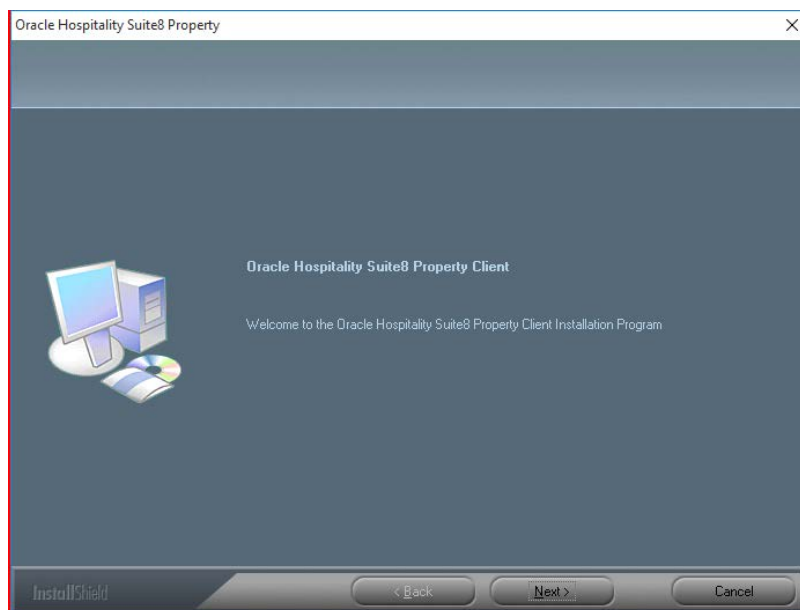 Oracle Hospitality Suite8 Property
Oracle Hospitality Suite8 Property Client
Welcome to the Oracle Hospitality Suite8 Property Client Installation Program
InstallShield
< Back
Next >
Cancel